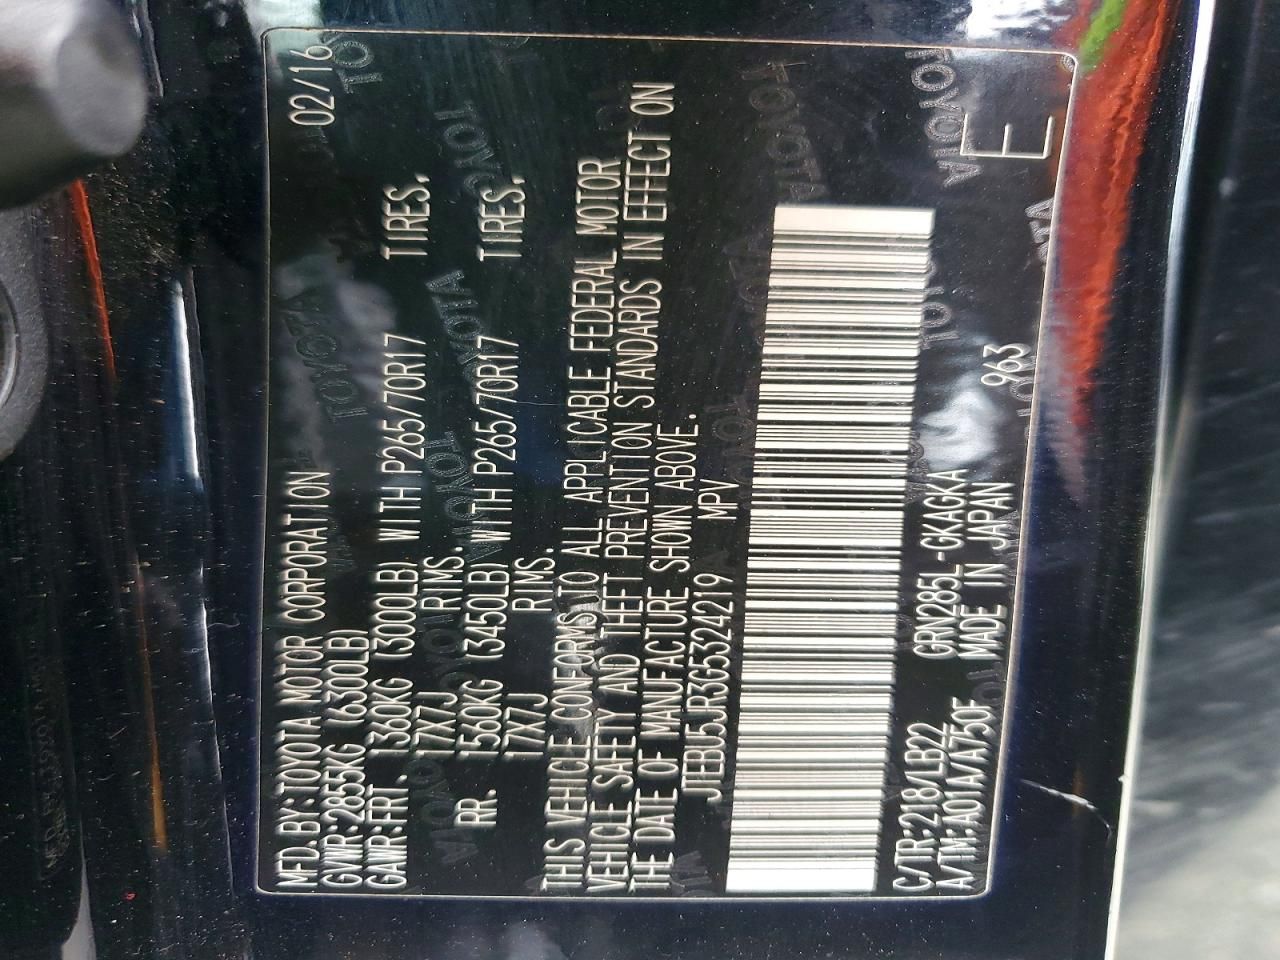 MFD.BY:TOYOTA MOTOR CORPORATION 02/16
GVWR:2855KG (6300LB)
GAWR:FRT. 1360KG (3000LB) WITH P265/70R17 TIRES,
17X7J RIMS.
RR. 1560KG (3450LB) WITH P265/70R17 TIRES,
17X7J RIMS.
THIS VEHICLE CONFORMS TO ALL APPLICABLE FEDERAL MOTOR
VEHICLE SAFETY AND THEFT PREVENTION STANDARDS IN EFFECT ON
THE DATE OF MANUFACTURE SHOWN ABOVE.
JTEBU5JR3G5324219 MPV
C/TR:218/LB22 GRN285L-GKAGKA
A/TM:A01A/A750F MADE IN JAPAN 963 E